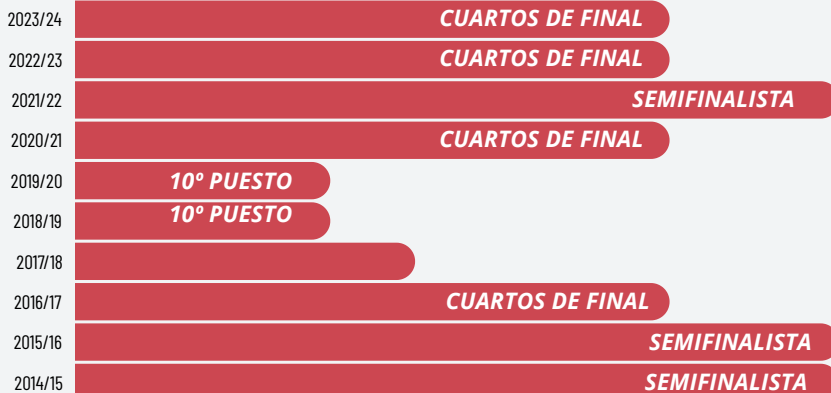 2023/24 CUARTOS DE FINAL
2022/23 CUARTOS DE FINAL
2021/22 SEMIFINALISTA
2020/21 CUARTOS DE FINAL
2019/20 10º PUESTO
2018/19 10º PUESTO
2017/18
2016/17 CUARTOS DE FINAL
2015/16 SEMIFINALISTA
2014/15 SEMIFINALISTA